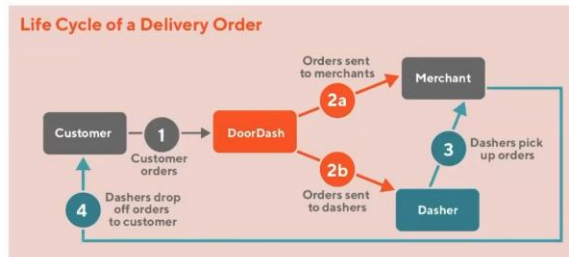 Life Cycle of a Delivery Order
Orders sent
to merchants
2a
Merchant
Customer
1
Customer
orders
DoorDash
3
Dashers pick
up orders
2b
Orders sent
to dashers
Dasher
4
Dashers drop
off orders
to customer